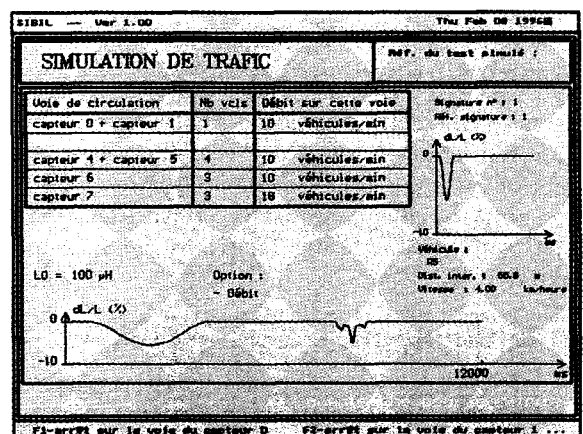 SIBIL — Ver 1.00 Thu Feb 08 1996
SIMULATION DE TRAFIC
Réf. du test simulé :
Voie de circulation Nb vcls Débit sur cette voie
capteur 0 + capteur 1 1 10 véhicules/min
capteur 4 + capteur 5 4 10 véhicules/min
capteur 6 3 10 véhicules/min
capteur 7 3 10 véhicules/min
Signature n° : 1
Réf. signature : 1
dL/L (%)
0
-10
ms
Véhicule :
Dist. inter. : m
Vitesse : 4.00 km/heure
L0 = 100 µH
Option :
- Débit
dL/L (%)
0
-10
12000
ms
F1-arrêt sur la voie du capteur 0 F2-arrêt sur la voie du capteur 1 ...